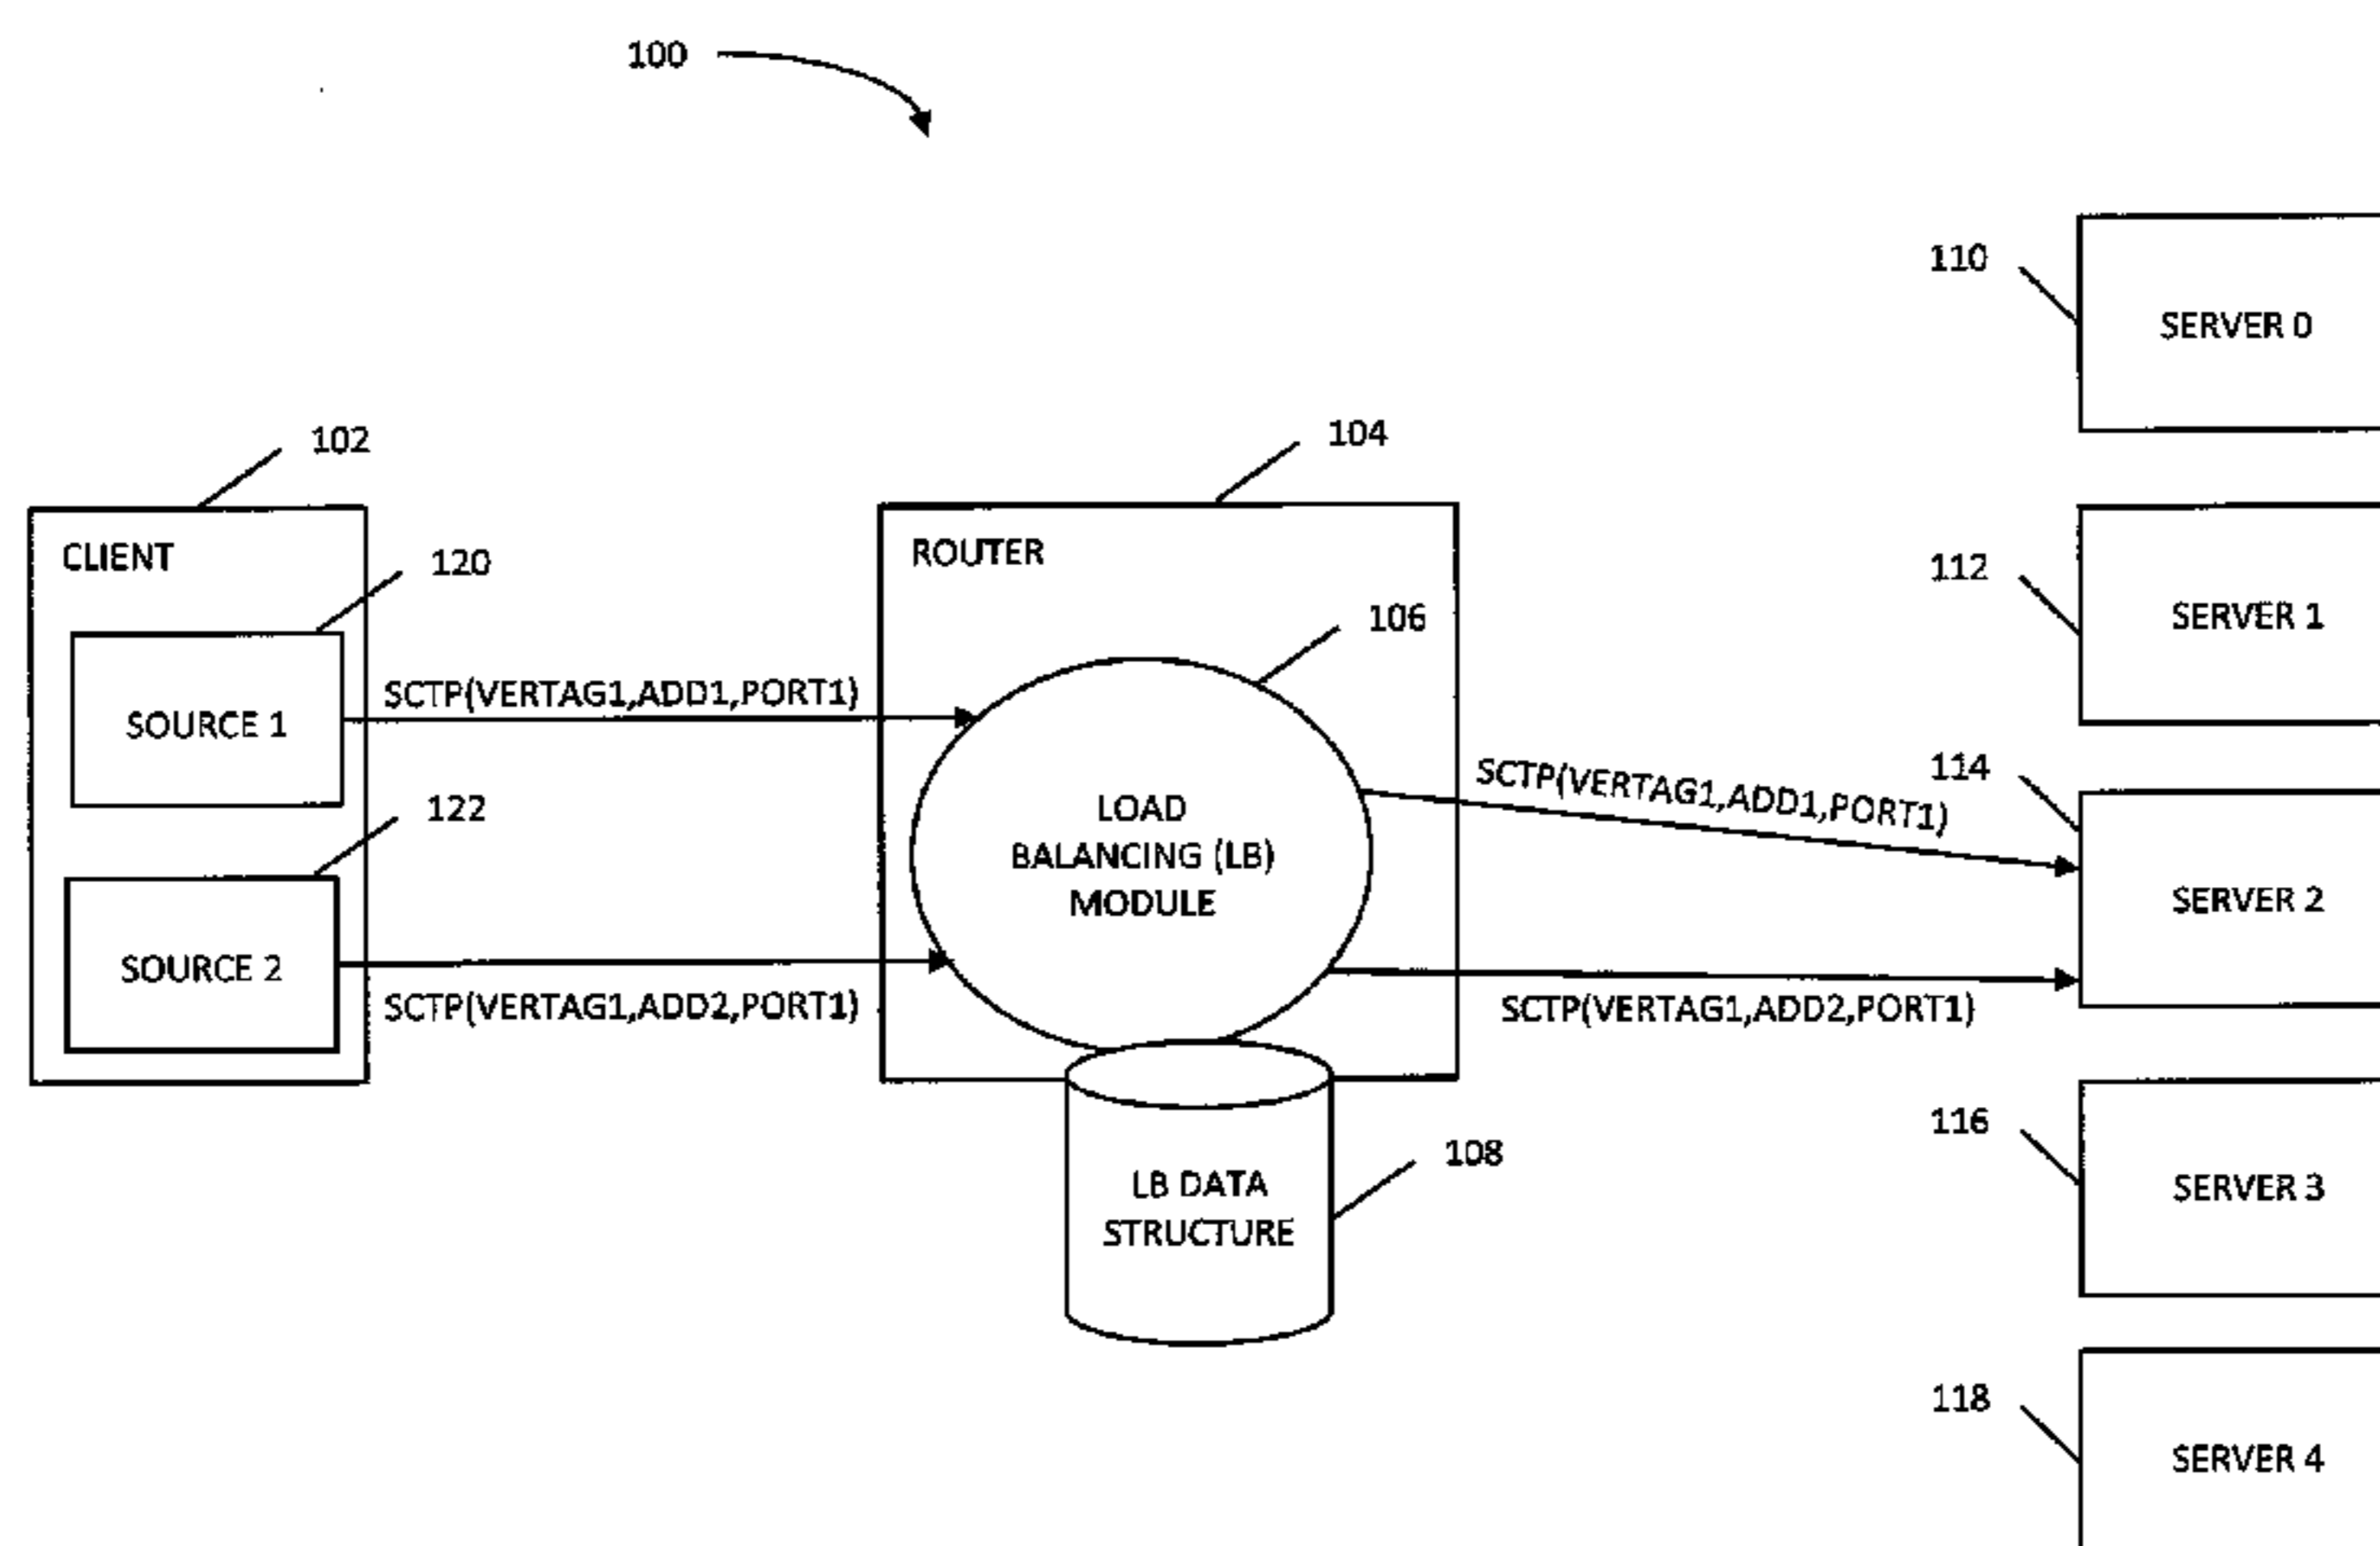 100
110
SERVER 0
102
104
CLIENT
120
ROUTER
112
106
SERVER 1
SCTP(VERTAG1,ADD1,PORT1)
SOURCE 1
SCTP(VERTAG1,ADD1,PORT1)
114
122
LOAD
BALANCING (LB)
MODULE
SERVER 2
SOURCE 2
SCTP(VERTAG1,ADD2,PORT1)
SCTP(VERTAG1,ADD2,PORT1)
116
108
LB DATA
STRUCTURE
SERVER 3
118
SERVER 4